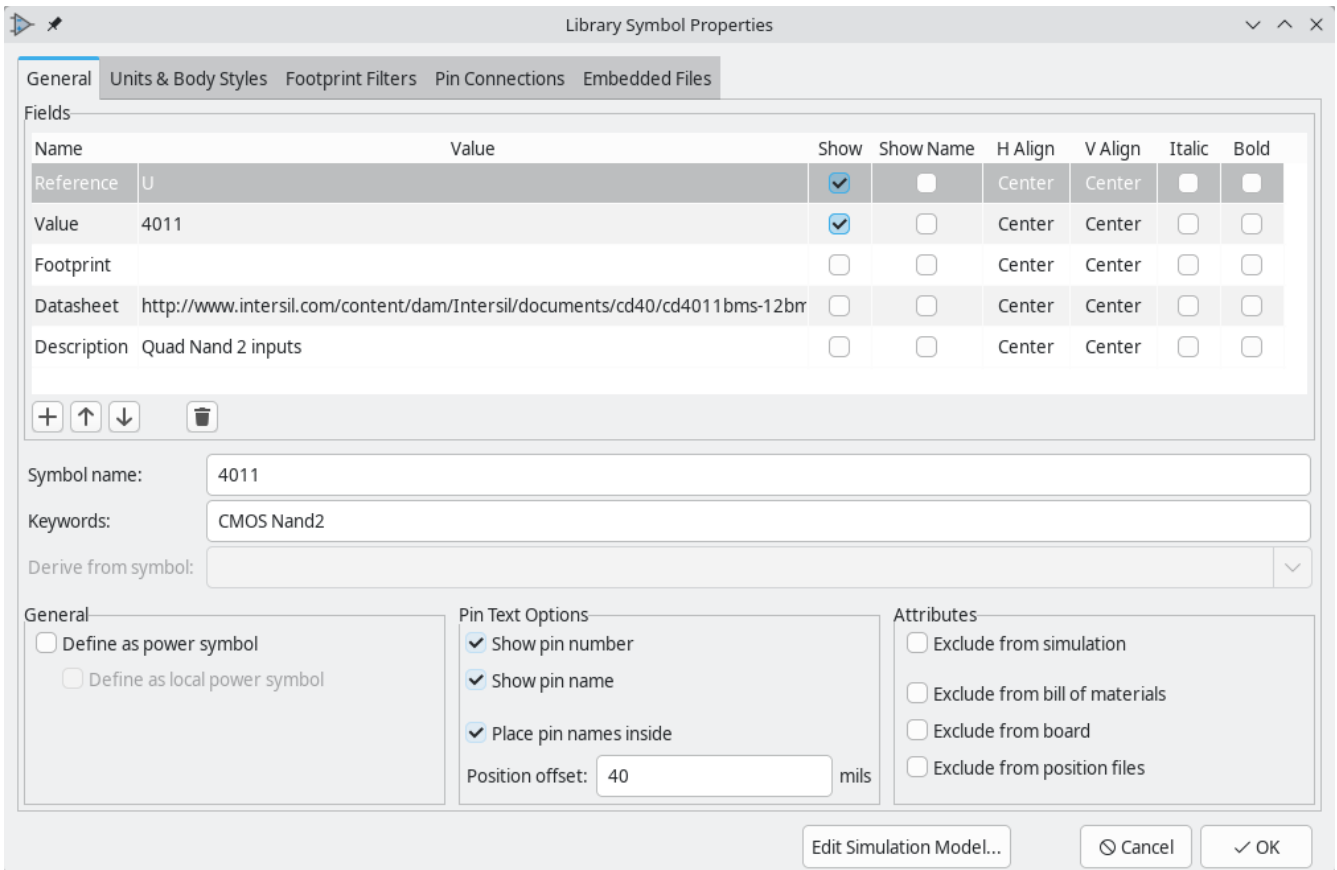 Library Symbol Properties
General Units & Body Styles Footprint Filters Pin Connections Embedded Files
Fields
Name Value Show Show Name H Align V Align Italic Bold
Reference U Center Center
Value 4011 Center Center
Footprint Center Center
Datasheet http://www.intersil.com/content/dam/Intersil/documents/cd40/cd4011bms-12bm Center Center
Description Quad Nand 2 inputs Center Center
Symbol name: 4011
Keywords: CMOS Nand2
Derive from symbol:
General Pin Text Options Attributes
Define as power symbol Show pin number Exclude from simulation
Define as local power symbol Show pin name Exclude from bill of materials
Place pin names inside Exclude from board
Position offset: 40 mils Exclude from position files
Edit Simulation Model... Cancel OK